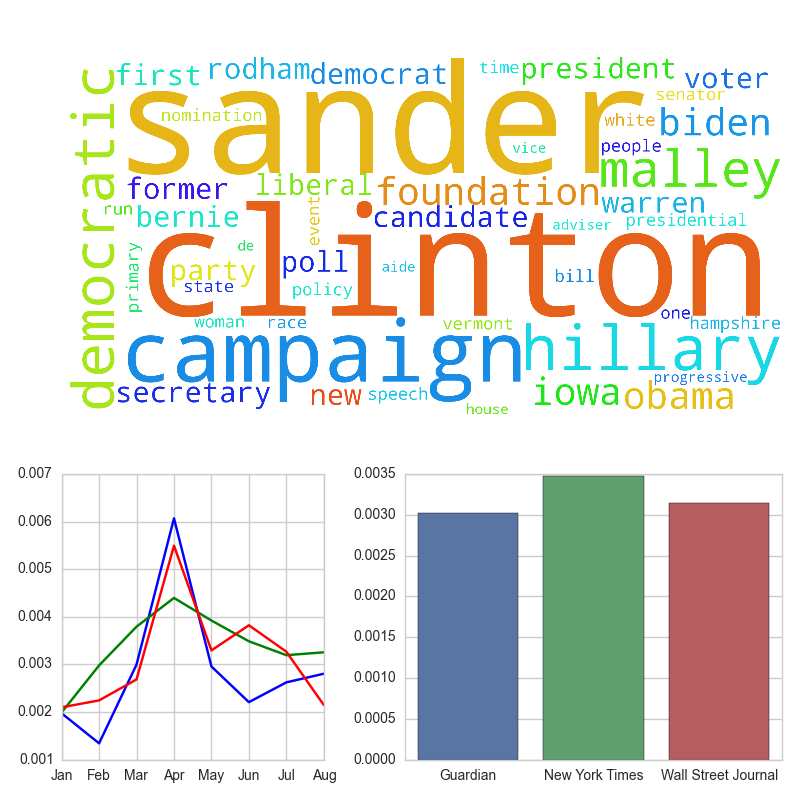 democratic
first
rodham
democrat
time
president
voter
sander
nomination
senator
white
biden
vice
people
malley
former
liberal
foundation
warren
run
bernie
event
candidate
adviser
presidential
clinton
de
party
poll
aide
bill
primary
state
policy
one
woman
race
vermont
hampshire
campaign
hillary
progressive
secretary
new
speech
iowa
obama
house
0.007
0.006
0.005
0.004
0.003
0.002
0.001
Jan Feb Mar Apr May Jun Jul Aug
0.0035
0.0030
0.0025
0.0020
0.0015
0.0010
0.0005
0.0000
Guardian New York Times Wall Street Journal